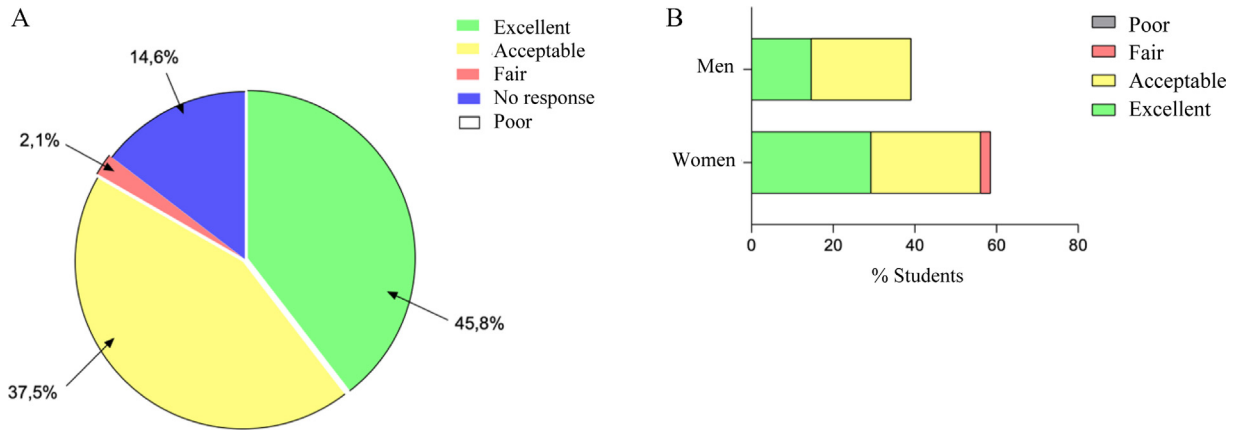 A
Excellent
Acceptable
Fair
No response
Poor
14,6%
2,1%
37,5%
45,8%
B
Poor
Fair
Acceptable
Excellent
Men
Women
0 20 40 60 80
% Students